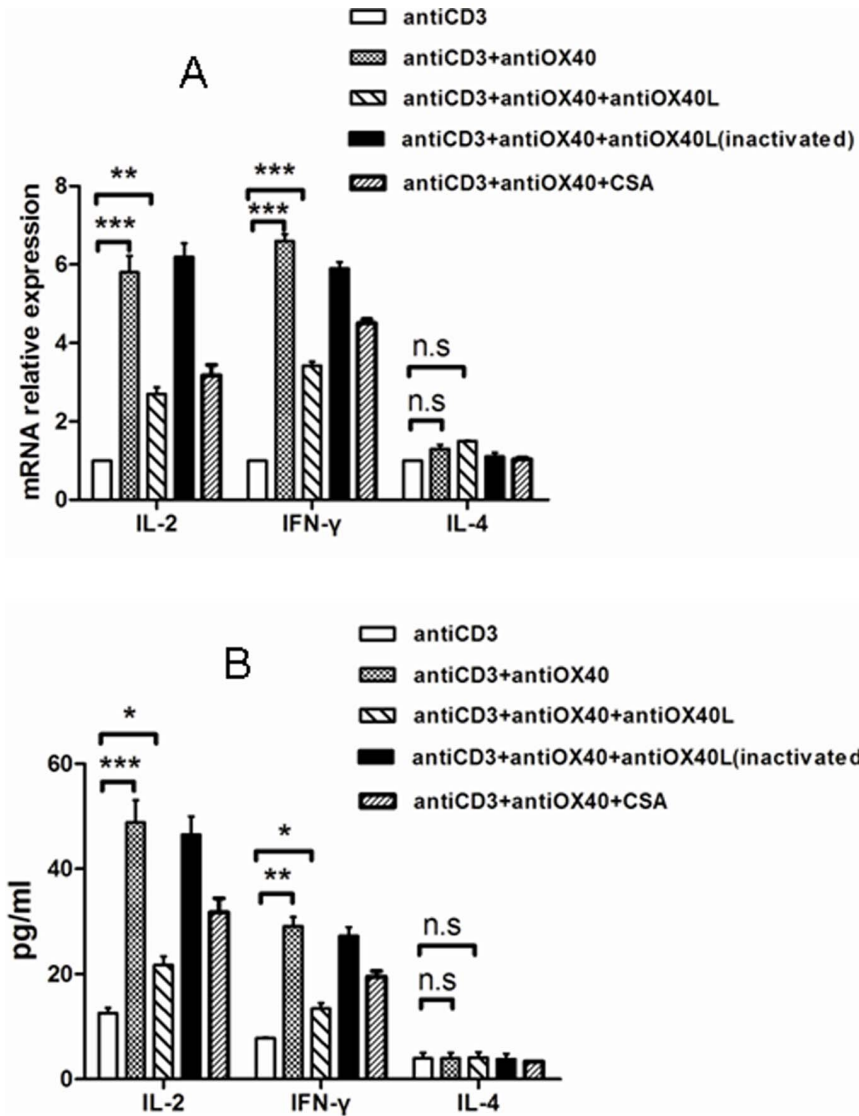 antiCD3
antiCD3+antiOX40
A
antiCD3+antiOX40+antiOX40L
antiCD3+antiOX40+antiOX40L(inactivated)
antiCD3+antiOX40+CSA
** ***
*** ***
n.s
n.s
mRNA relative expression
8
6
4
2
0
IL-2 IFN-γ IL-4
antiCD3
B
antiCD3+antiOX40
antiCD3+antiOX40+antiOX40L
antiCD3+antiOX40+antiOX40L(inactivated
antiCD3+antiOX40+CSA
*
***
*
**
n.s
n.s
pg/ml
60
40
20
0
IL-2 IFN-γ IL-4